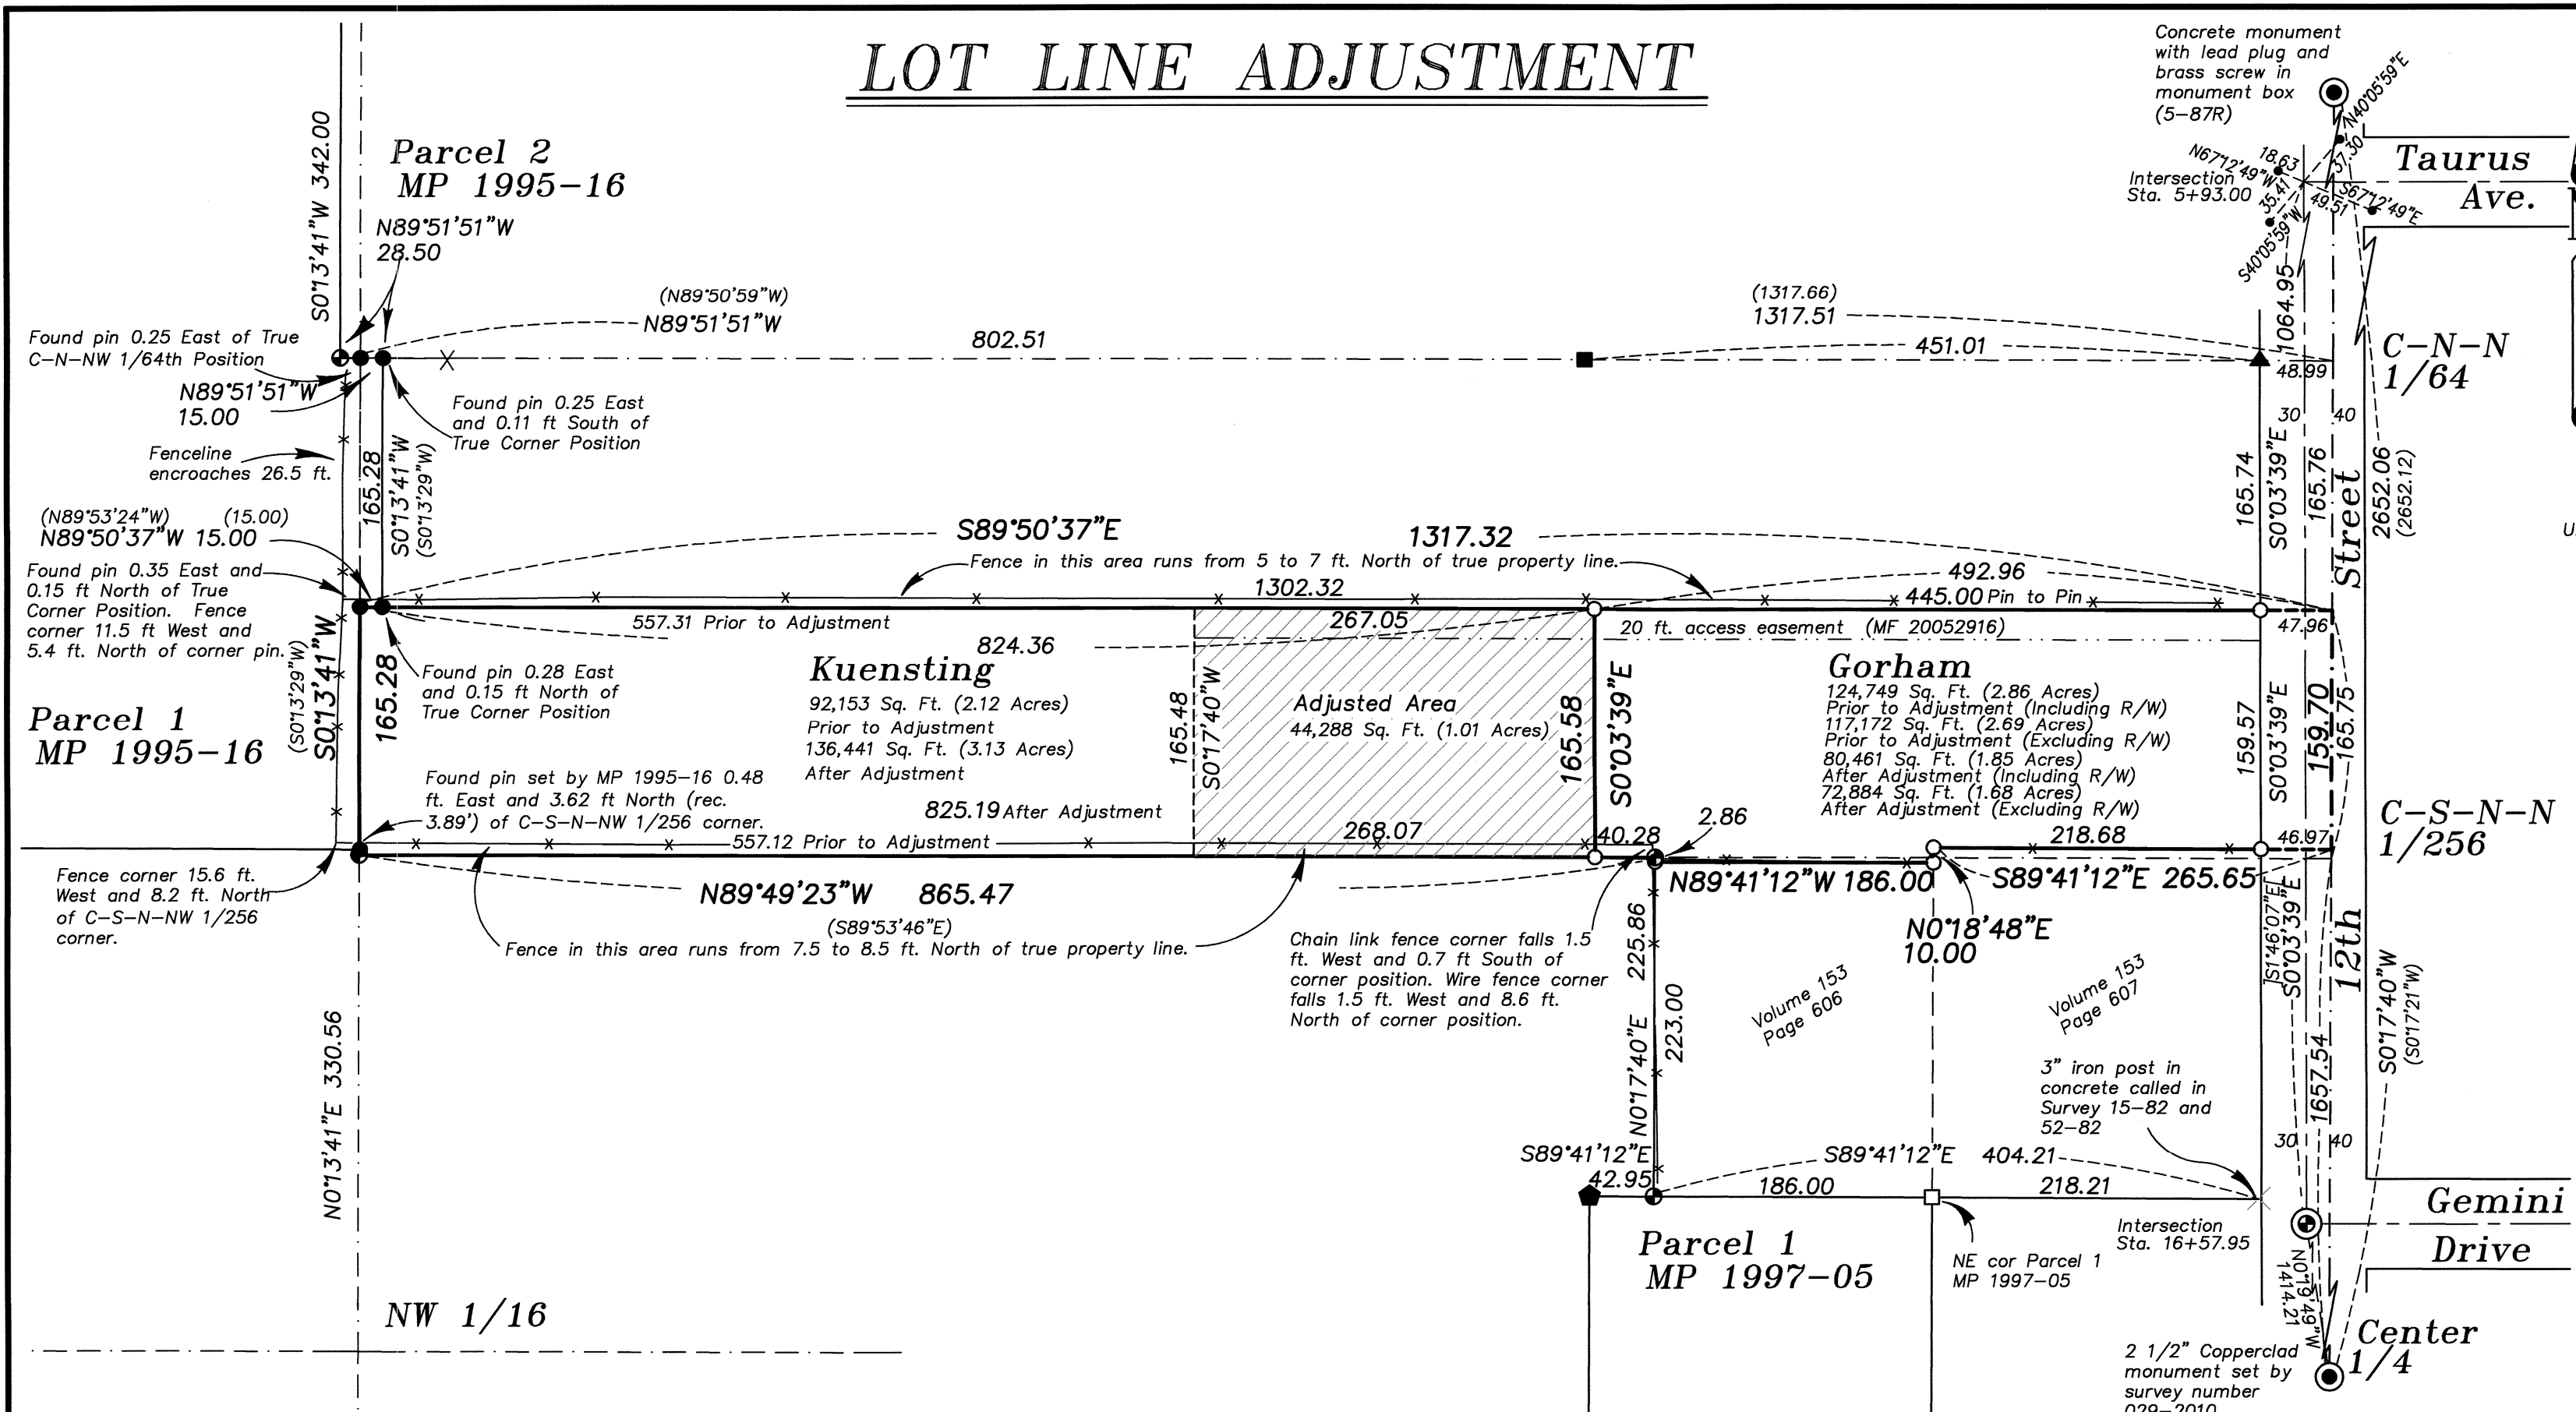 LOT LINE ADJUSTMENT
Concrete monument
with lead plug and
brass screw in
monument box
(5-87R)
N40°05'59"E
37.30
N67°12'49"W
18.63
Intersection
Sta. 5+93.00
35.41
S40°05'59"W
49.51
S67°12'49"E
Taurus
Ave.
S0°13'41"W 342.00
Parcel 2
MP 1995-16
N89°51'51"W
28.50
(N89°50'59"W)
N89°51'51"W
802.51
(1317.66)
1317.51
451.01
1064.95
48.99
C-N-N
1/64
Found pin 0.25 East of True
C-N-NW 1/64th Position
N89°51'51"W
15.00
Found pin 0.25 East
and 0.11 ft South of
True Corner Position
Fenceline
encroaches 26.5 ft.
165.28
S0°13'41"W
(S0°13'29"W)
30
40
165.74
S0°03'39"E
165.76
Street
2652.06
(2652.12)
(N89°53'24"W) (15.00)
N89°50'37"W 15.00
S89°50'37"E
1317.32
Fence in this area runs from 5 to 7 ft. North of true property line.
492.96
1302.32
445.00 Pin to Pin
Found pin 0.35 East and
0.15 ft North of True
Corner Position. Fence
corner 11.5 ft West and
5.4 ft. North of corner pin.
557.31 Prior to Adjustment
267.05
20 ft. access easement (MF 20052916)
47.96
824.36
(S0°13'29"W)
S0°13'41"W
165.28
Found pin 0.28 East
and 0.15 ft North of
True Corner Position
Kuensting
92,153 Sq. Ft. (2.12 Acres)
Prior to Adjustment
136,441 Sq. Ft. (3.13 Acres)
After Adjustment
165.48
S0°17'40"W
Adjusted Area
44,288 Sq. Ft. (1.01 Acres)
165.58
S0°03'39"E
Gorham
124,749 Sq. Ft. (2.86 Acres)
Prior to Adjustment (Including R/W)
117,172 Sq. Ft. (2.69 Acres)
Prior to Adjustment (Excluding R/W)
80,461 Sq. Ft. (1.85 Acres)
After Adjustment (Including R/W)
72,884 Sq. Ft. (1.68 Acres)
After Adjustment (Excluding R/W)
159.57
S0°03'39"E
159.70
165.75
Parcel 1
MP 1995-16
Found pin set by MP 1995-16 0.48
ft. East and 3.62 ft North (rec.
3.89') of C-S-N-NW 1/256 corner.
825.19 After Adjustment
557.12 Prior to Adjustment
268.07
40.28
2.86
218.68
46.97
C-S-N-N
1/256
Fence corner 15.6 ft.
West and 8.2 ft. North
of C-S-N-NW 1/256
corner.
N89°49'23"W 865.47
(S89°53'46"E)
Fence in this area runs from 7.5 to 8.5 ft. North of true property line.
N89°41'12"W 186.00
S89°41'12"E 265.65
N0°18'48"E
10.00
Chain link fence corner falls 1.5
ft. West and 0.7 ft South of
corner position. Wire fence corner
falls 1.5 ft. West and 8.6 ft.
North of corner position.
225.86
N0°17'40"E
223.00
Volume 153
Page 606
Volume 153
Page 607
[S1°46'07"E]
S0°03'39"E
12th
S0°17'40"W
(S0°17'21"W)
1657.54
N0°13'41"E 330.56
3" iron post in
concrete called in
Survey 15-82 and
52-82
30
40
S89°41'12"E
42.95
S89°41'12"E 404.21
186.00
218.21
Parcel 1
MP 1997-05
NE cor Parcel 1
MP 1997-05
Intersection
Sta. 16+57.95
Gemini
Drive
N0°19'49"W
1414.21
NW 1/16
Center
1/4
2 1/2" Copperclad
monument set by
survey number
029-2010